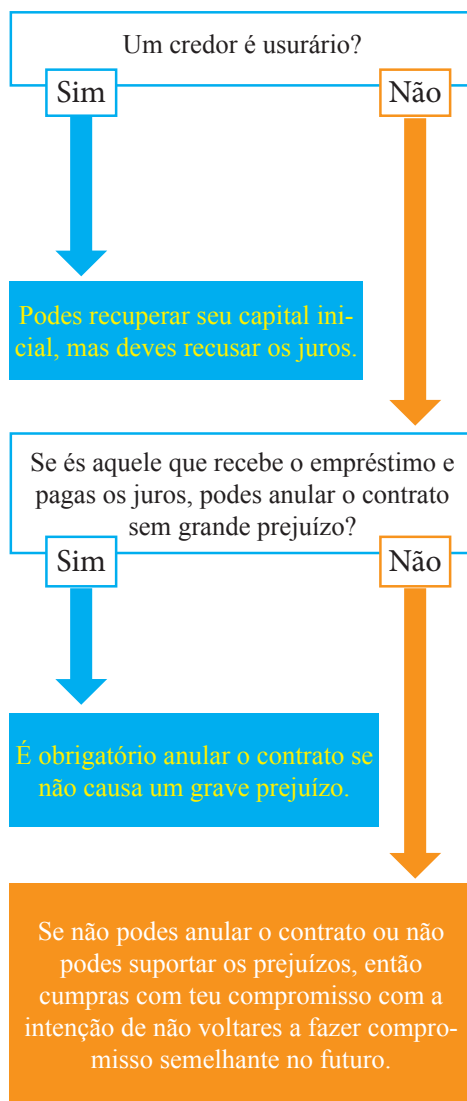 Um credor é usurário?
Sim
Não
Podes recuperar seu capital ini-
cial, mas deves recusar os juros.
Se és aquele que recebe o empréstimo e
pagas os juros, podes anular o contrato
sem grande prejuízo?
Sim
Não
É obrigatório anular o contrato se
não causa um grave prejuízo.
Se não podes anular o contrato ou não
podes suportar os prejuízos, então
cumpras com teu compromisso com a
intenção de não voltares a fazer compro-
misso semelhante no futuro.